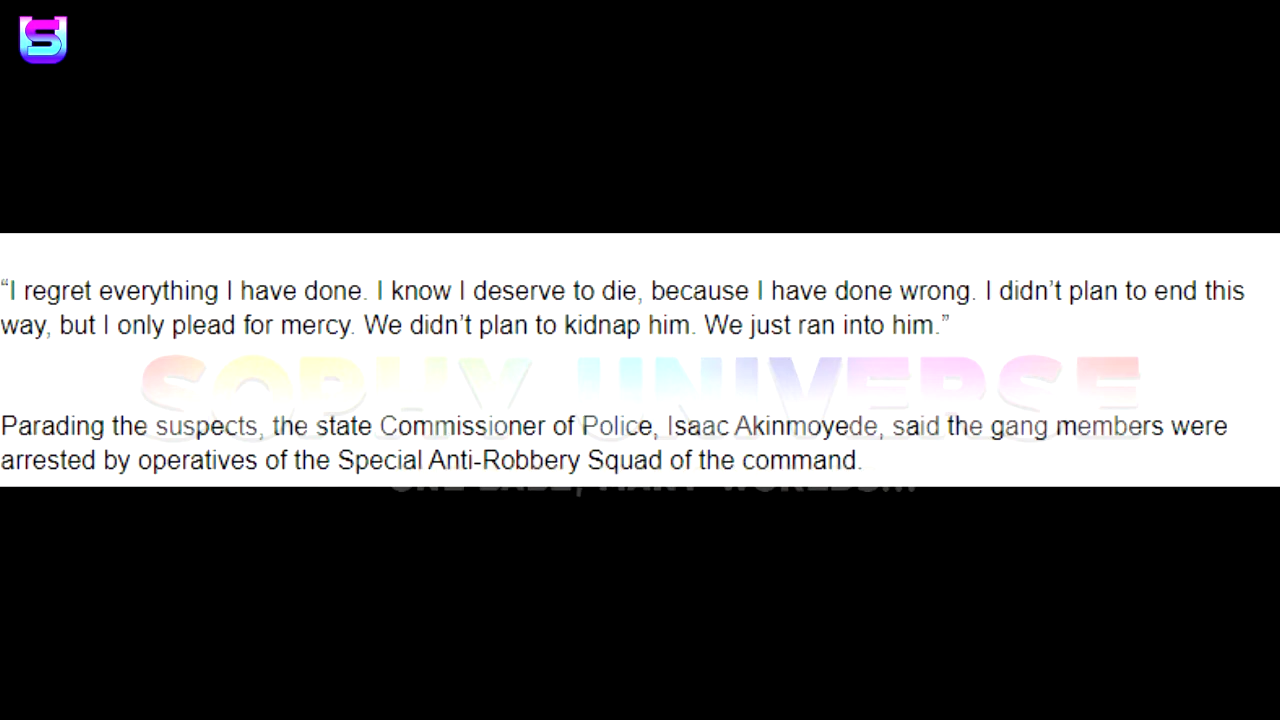 S
“I regret everything I have done. I know I deserve to die, because I have done wrong. I didn’t plan to end this
way, but I only plead for mercy. We didn’t plan to kidnap him. We just ran into him.”
SOPHY UNIVERSE
Parading the suspects, the state Commissioner of Police, Isaac Akinmoyede, said the gang members were
arrested by operatives of the Special Anti-Robbery Squad of the command.